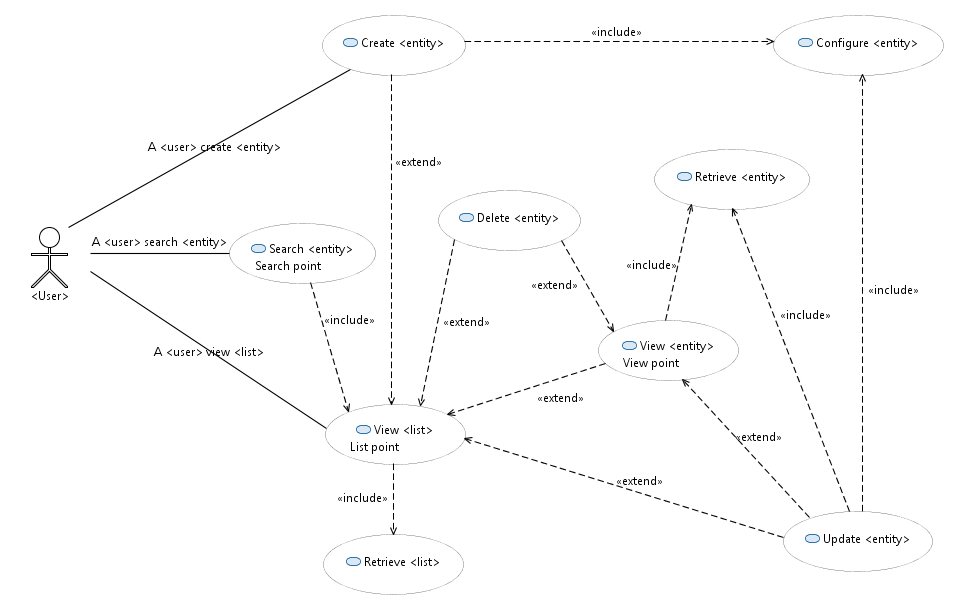 «include»
Create <entity>
Configure <entity>
A <user> create <entity>
«extend»
Retrieve <entity>
Delete <entity>
A <user> search <entity>
Search <entity>
Search point
«include»
«extend»
<User>
«include»
«include»
«extend»
«include»
View <entity>
View point
A <user> view <list>
«extend»
View <list>
List point
«extend»
«extend»
«include»
Update <entity>
Retrieve <list>